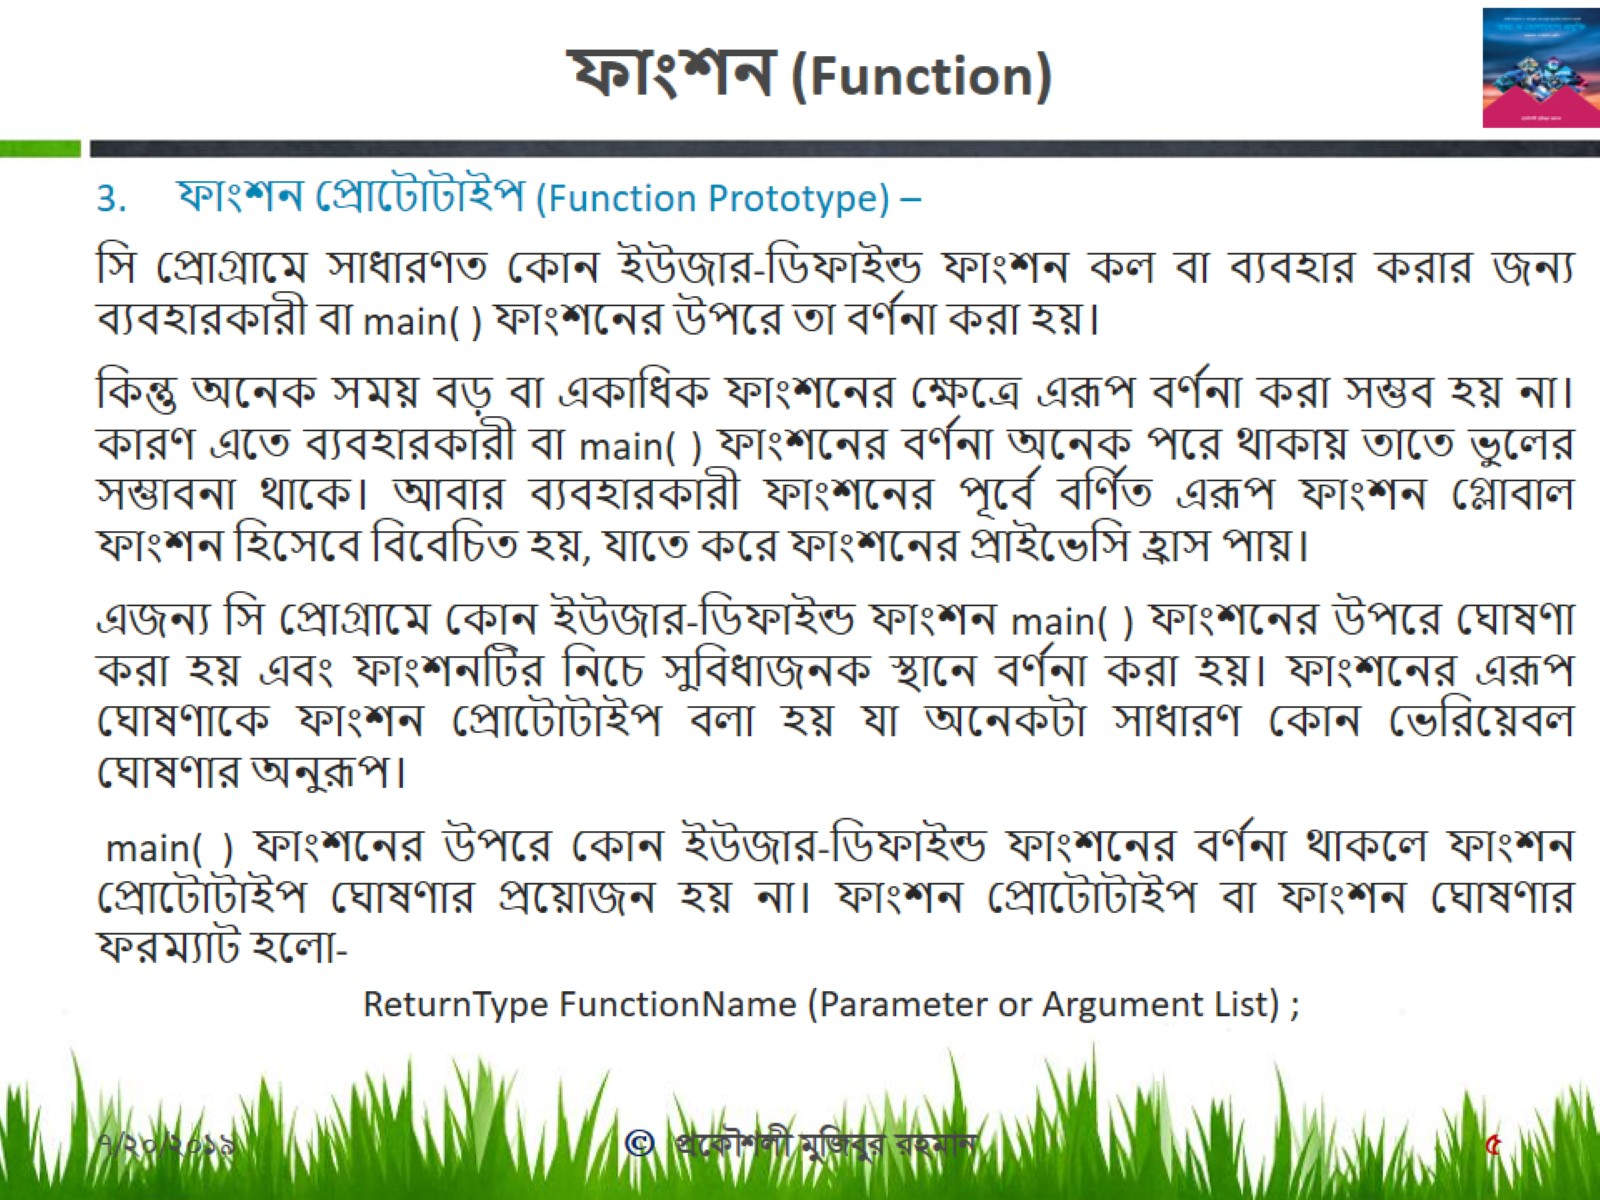 ফাংশন (Function)
3. ফাংশন প্রোটোটাইপ (Function Prototype) –
সি প্রোগ্রামে সাধারণত কোন ইউজার-ডিফাইন্ড ফাংশন কল বা ব্যবহার করার জন্য
ব্যবহারকারী বা main( ) ফাংশনের উপরে তা বর্ণনা করা হয়।
কিন্তু অনেক সময় বড় বা একাধিক ফাংশনের ক্ষেত্রে এরূপ বর্ণনা করা সম্ভব হয় না।
কারণ এতে ব্যবহারকারী বা main( ) ফাংশনের বর্ণনা অনেক পরে থাকায় তাতে ভুলের
সম্ভাবনা থাকে। আবার ব্যবহারকারী ফাংশনের পূর্বে বর্ণিত এরূপ ফাংশন গ্লোবাল
ফাংশন হিসেবে বিবেচিত হয়, যাতে করে ফাংশনের প্রাইভেসি হ্রাস পায়।
এজন্য সি প্রোগ্রামে কোন ইউজার-ডিফাইন্ড ফাংশন main( ) ফাংশনের উপরে ঘোষণা
করা হয় এবং ফাংশনটির নিচে সুবিধাজনক স্থানে বর্ণনা করা হয়। ফাংশনের এরূপ
ঘোষণাকে ফাংশন প্রোটোটাইপ বলা হয় যা অনেকটা সাধারণ কোন ভেরিয়েবল
ঘোষণার অনুরূপ।
main( ) ফাংশনের উপরে কোন ইউজার-ডিফাইন্ড ফাংশনের বর্ণনা থাকলে ফাংশন
প্রোটোটাইপ ঘোষণার প্রয়োজন হয় না। ফাংশন প্রোটোটাইপ বা ফাংশন ঘোষণার
ফরম্যাট হলো-
ReturnType FunctionName (Parameter or Argument List) ;
৭/২০/২০১৯
© প্রকৌশলী মুজিবুর রহমান
৫